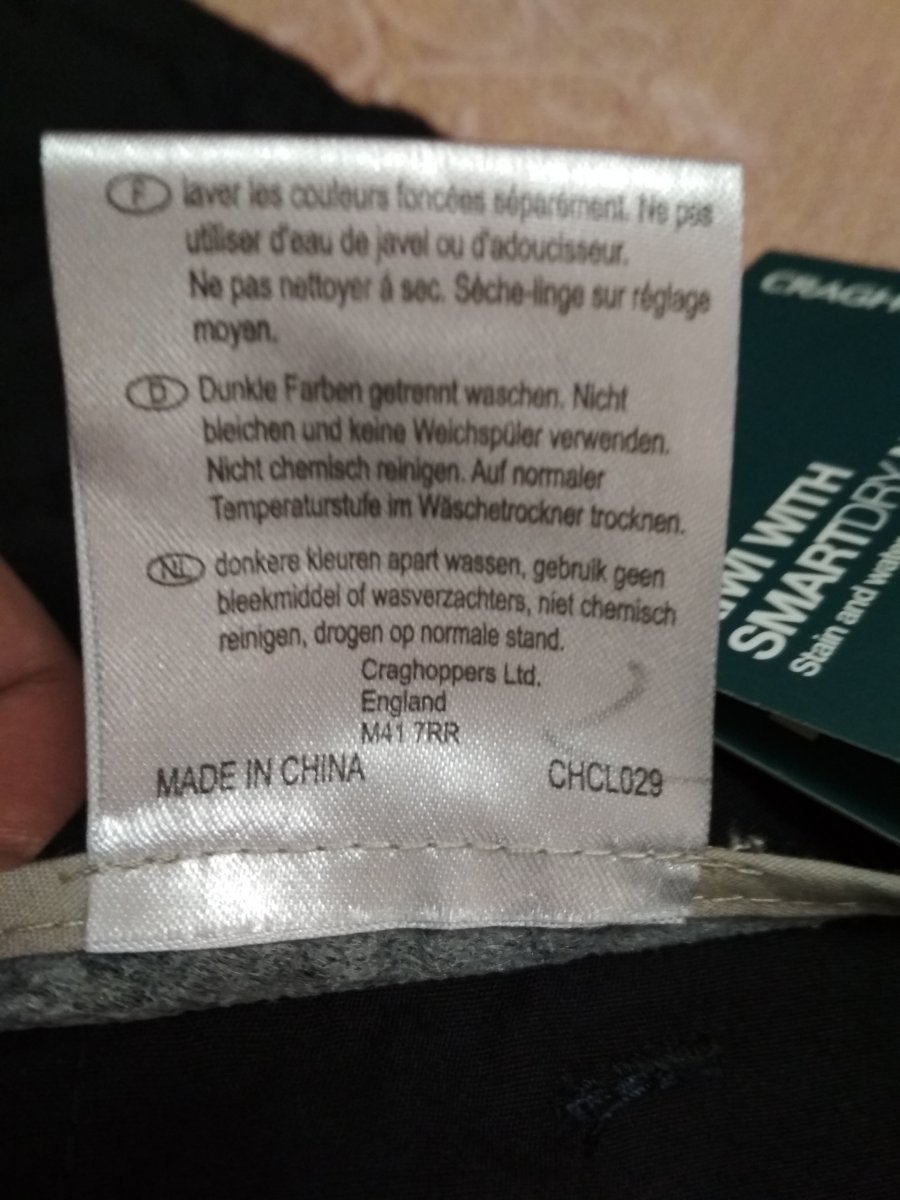 F laver les couleurs foncées séparément. Ne pas
utiliser d'eau de javel ou d'adoucisseur.
Ne pas nettoyer á sec. Sèche-linge sur réglage
moyen.
D Dunkle Farben getrennt waschen. Nicht
bleichen und keine Weichspüler verwenden.
Nicht chemisch reinigen. Auf normaler
Temperaturstufe im Wäschetrockner trocknen.
NL donkere kleuren apart wassen, gebruik geen
bleekmiddel of wasverzachters, niet chemisch
reinigen, drogen op normale stand.
Craghoppers Ltd.
England
M41 7RR
MADE IN CHINA
CHCL029
CRAGH
WI WITH
SMARTDRY
Stain and